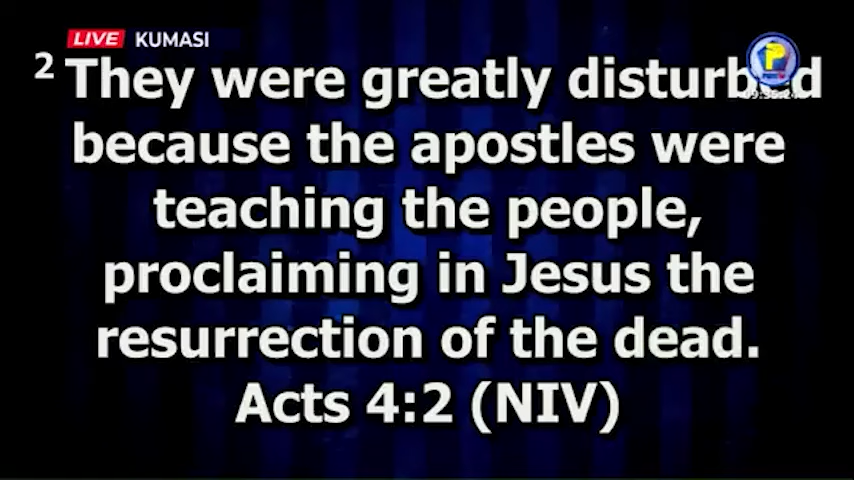 LIVE KUMASI
2 They were greatly disturbed
because the apostles were
teaching the people,
proclaiming in Jesus the
resurrection of the dead.
Acts 4:2 (NIV)